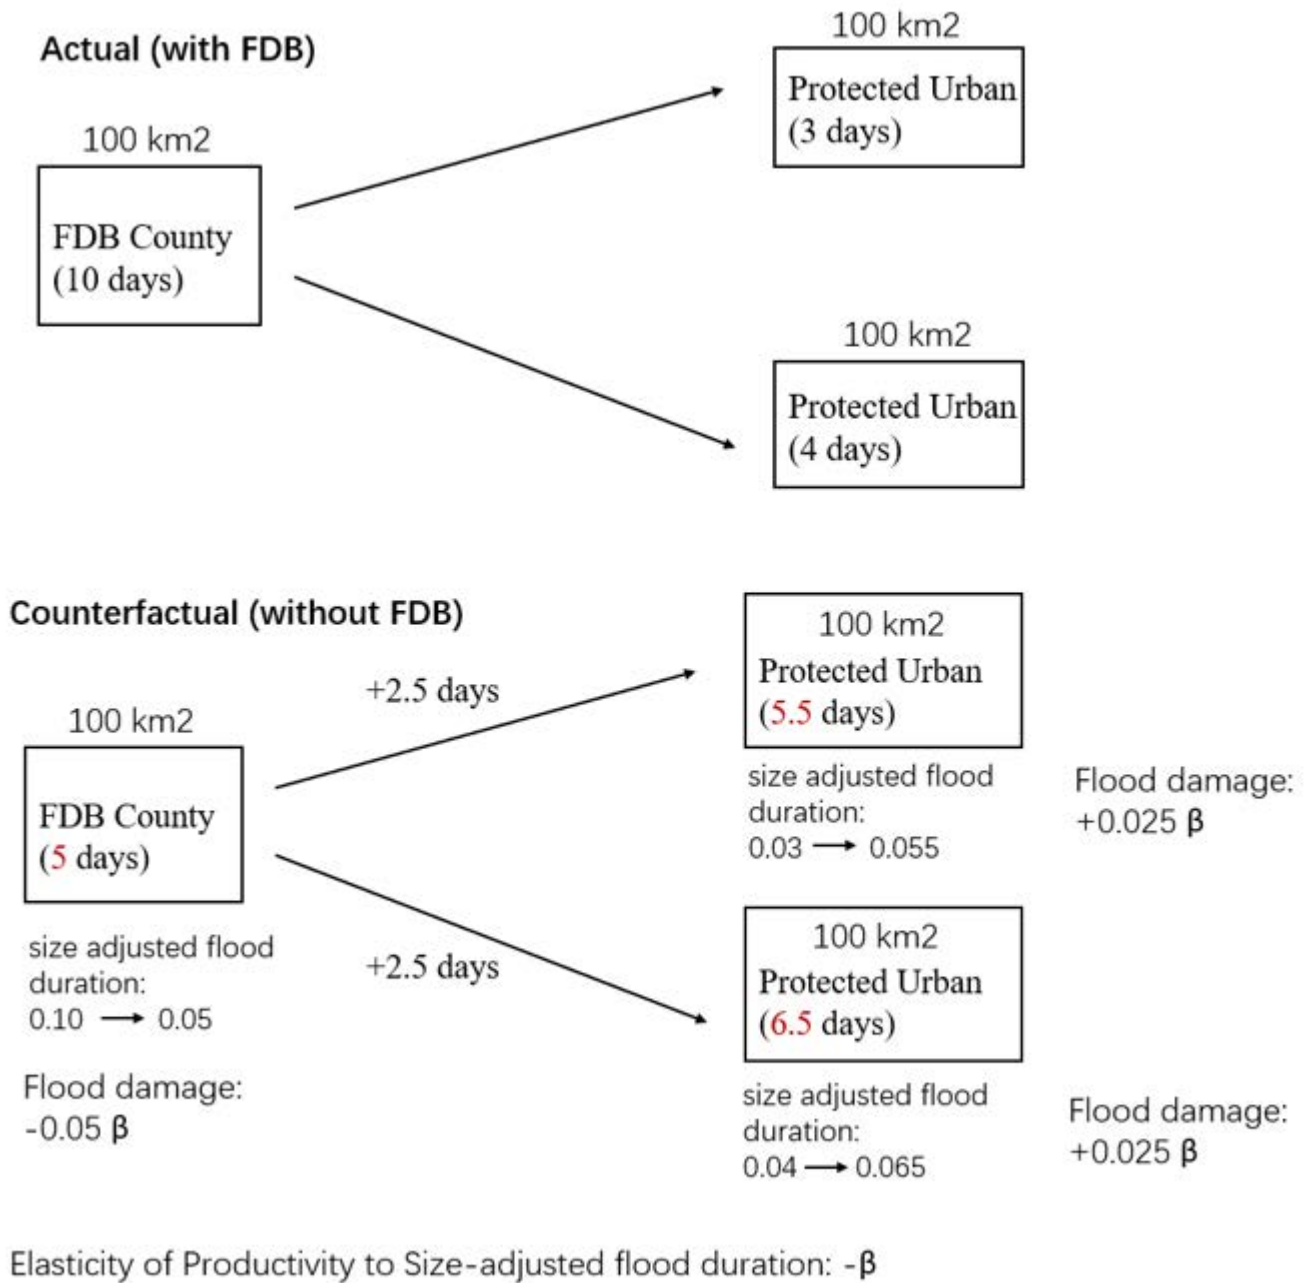 Actual (with FDB)
100 km2
FDB County
(10 days)
100 km2
Protected Urban
(3 days)
100 km2
Protected Urban
(4 days)
Counterfactual (without FDB)
100 km2
FDB County
(5 days)
size adjusted flood
duration:
0.10 → 0.05
Flood damage:
-0.05 β
+2.5 days
+2.5 days
100 km2
Protected Urban
(5.5 days)
size adjusted flood
duration:
0.03 → 0.055
Flood damage:
+0.025 β
100 km2
Protected Urban
(6.5 days)
size adjusted flood
duration:
0.04 → 0.065
Flood damage:
+0.025 β
Elasticity of Productivity to Size-adjusted flood duration: -β